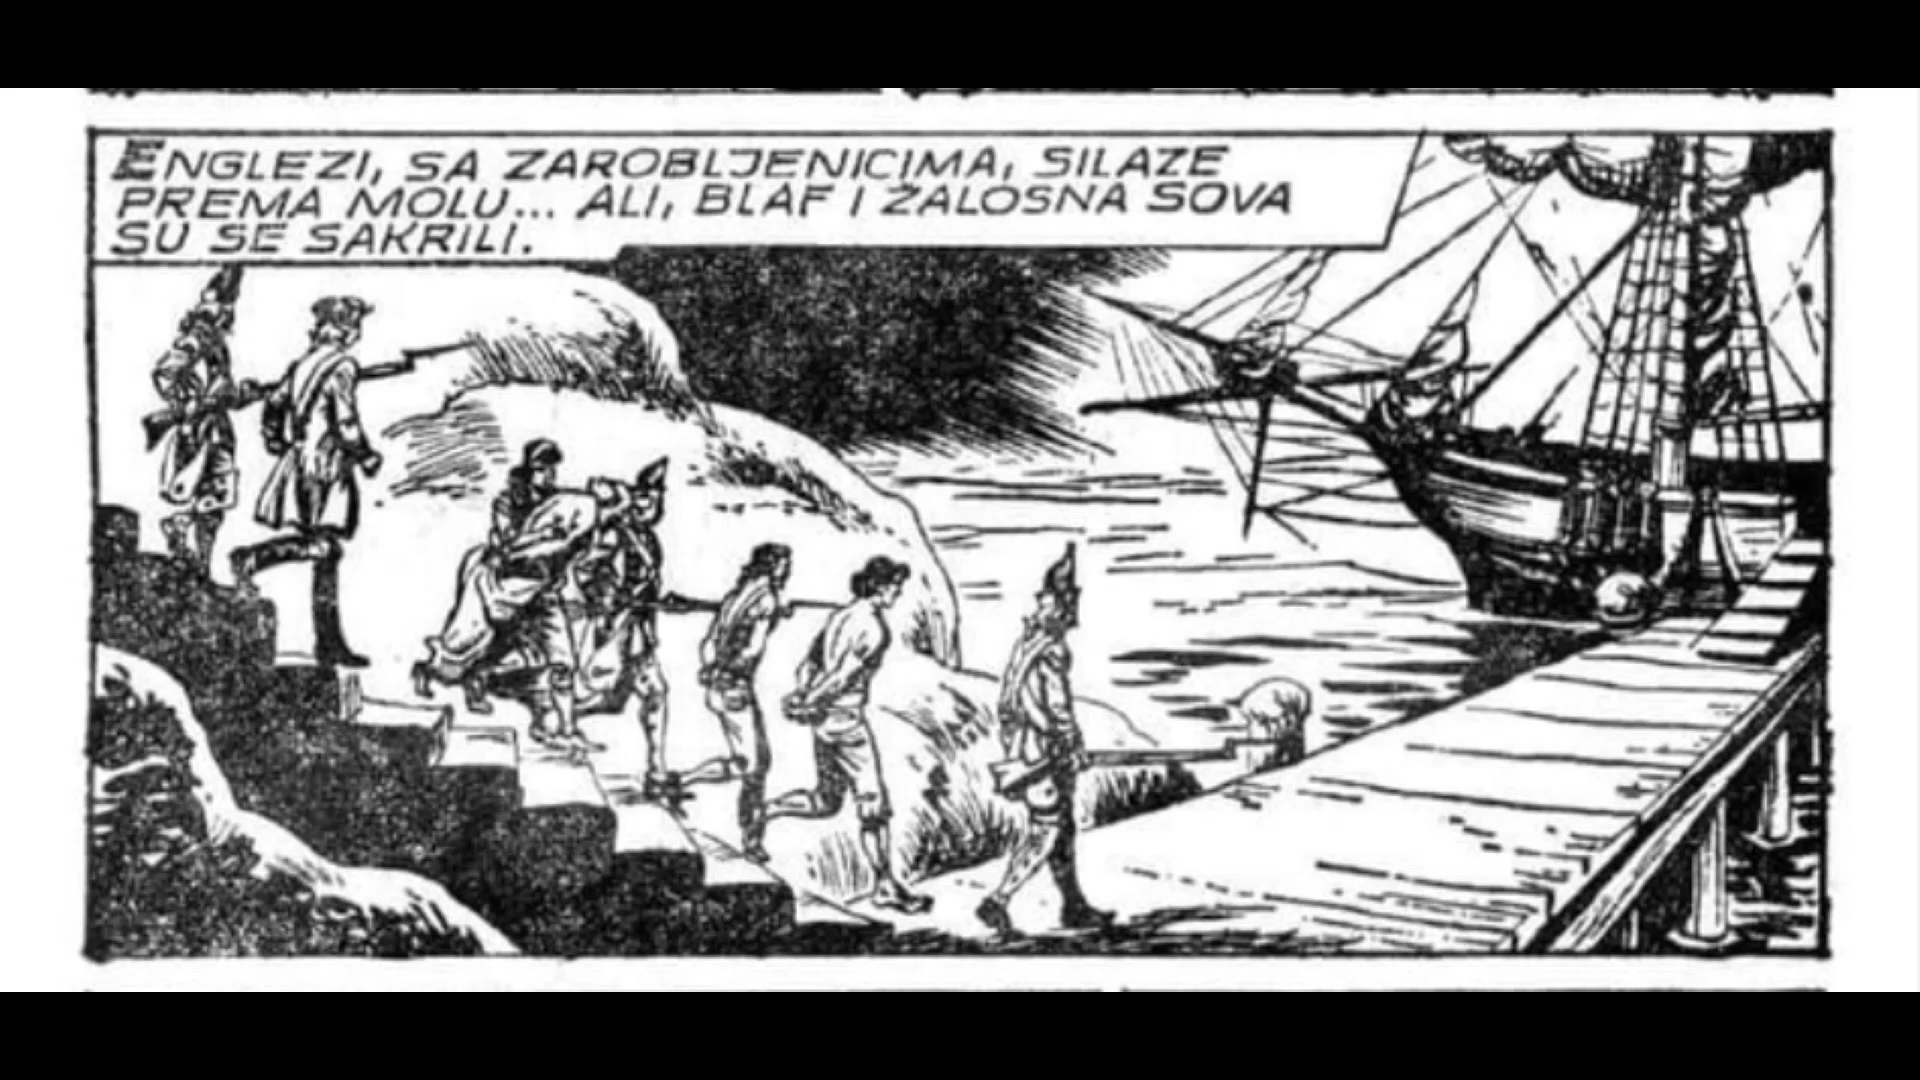 ENGLEZI, SA ZAROBLJENICIMA, SILAZE
PREMA MOLU... ALI, BLAF I ŽALOSNA SOVA
SU SE SAKRILI.